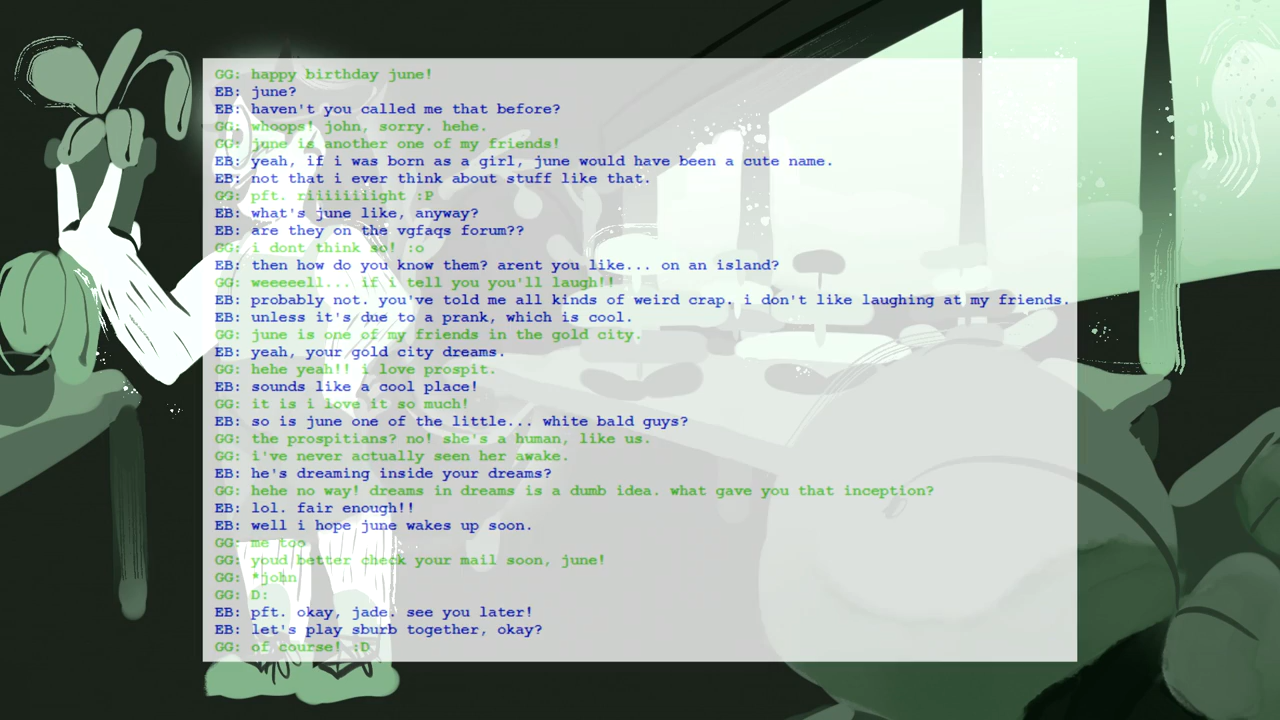 GG: happy birthday june!
EB: june?
EB: haven't you called me that before?
GG: whoops! john, sorry. hehe.
GG: june is another one of my friends!
EB: yeah, if i was born as a girl, june would have been a cute name.
EB: not that i ever think about stuff like that.
GG: pft. riiiiiiight :P
EB: what's june like, anyway?
EB: are they on the vgfaqs forum??
GG: i dont think so! :o
EB: then how do you know them? arent you like... on an island?
GG: weeeeell... if i tell you you'll laugh!!
EB: probably not. you've told me all kinds of weird crap. i don't like laughing at my friends.
EB: unless it's due to a prank, which is cool.
GG: june is one of my friends in the gold city.
EB: yeah, your gold city dreams.
GG: hehe yeah!! i love prospit.
EB: sounds like a cool place!
GG: it is i love it so much!
EB: so is june one of the little... white bald guys?
GG: the prospitians? no! she's a human, like us.
GG: i've never actually seen her awake.
EB: he's dreaming inside your dreams?
GG: hehe no way! dreams in dreams is a dumb idea. what gave you that inception?
EB: lol. fair enough!!
EB: well i hope june wakes up soon.
GG: me too
GG: youd better check your mail soon, june!
GG: *john
GG: D:
EB: pft. okay, jade. see you later!
EB: let's play sburb together, okay?
GG: of course! :D